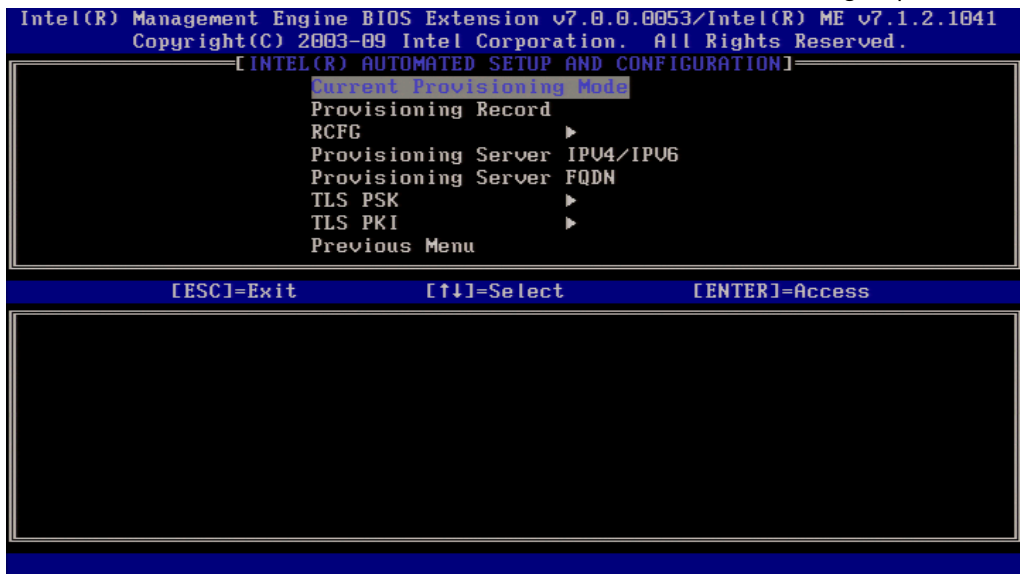 Intel(R) Management Engine BIOS Extension v7.0.0.0053/Intel(R) ME v7.1.2.1041
Copyright(C) 2003-09 Intel Corporation. All Rights Reserved.
[INTEL(R) AUTOMATED SETUP AND CONFIGURATION]
Current Provisioning Mode
Provisioning Record
RCFG ►
Provisioning Server IPV4/IPV6
Provisioning Server FQDN
TLS PSK ►
TLS PKI ►
Previous Menu
[ESC]=Exit [↑↓]=Select [ENTER]=Access